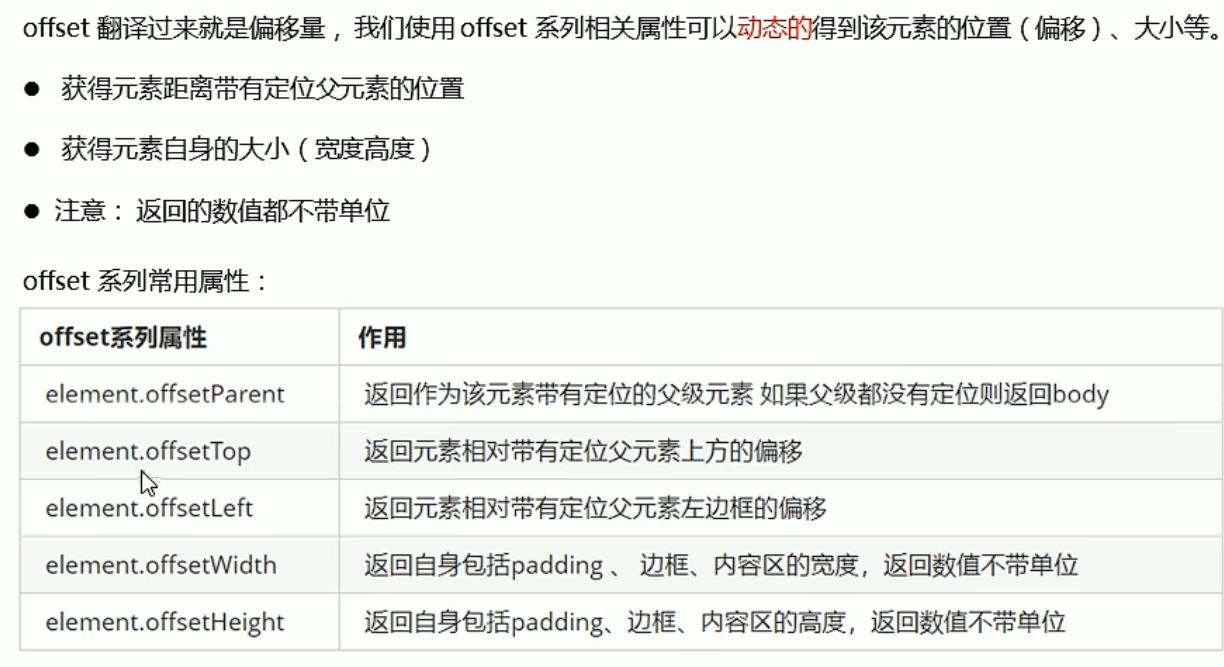 offset 翻译过来就是偏移量，我们使用 offset 系列相关属性可以动态的得到该元素的位置（偏移）、大小等。
● 获得元素距离带有定位父元素的位置
● 获得元素自身的大小（宽度高度）
● 注意：返回的数值都不带单位
offset 系列常用属性：
offset系列属性 作用
element.offsetParent 返回作为该元素带有定位的父级元素 如果父级都没有定位则返回body
element.offsetTop 返回元素相对带有定位父元素上方的偏移
element.offsetLeft 返回元素相对带有定位父元素左边框的偏移
element.offsetWidth 返回自身包括padding 、 边框、内容区的宽度，返回数值不带单位
element.offsetHeight 返回自身包括padding、边框、内容区的高度，返回数值不带单位